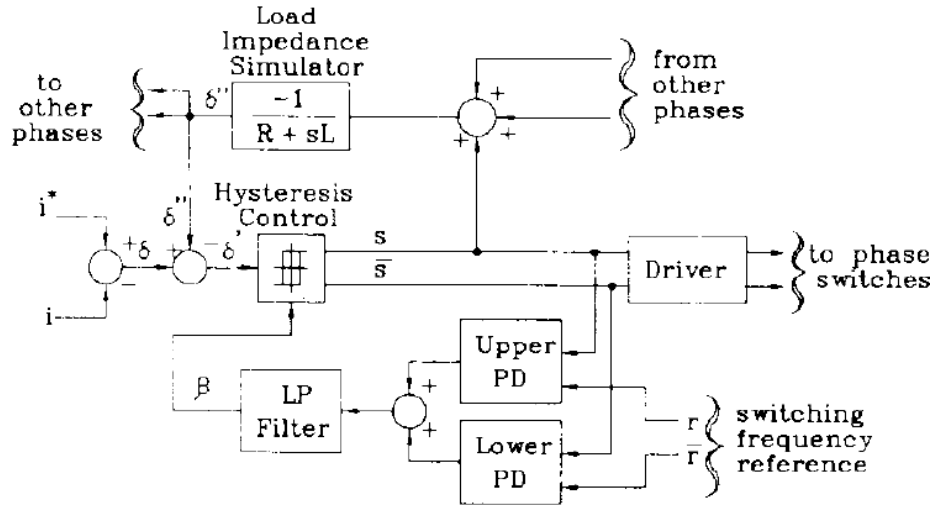 Load
Impedance
Simulator
to
other
phases
δ''
-1
R + sL
+
+
+
from
other
phases
i*
δ''
Hysteresis
Control
+
δ
+
-
δ'
-
i
s
s̅
Driver
to phase
switches
Upper
PD
β
LP
Filter
+
+
Lower
PD
r
r̅
switching
frequency
reference